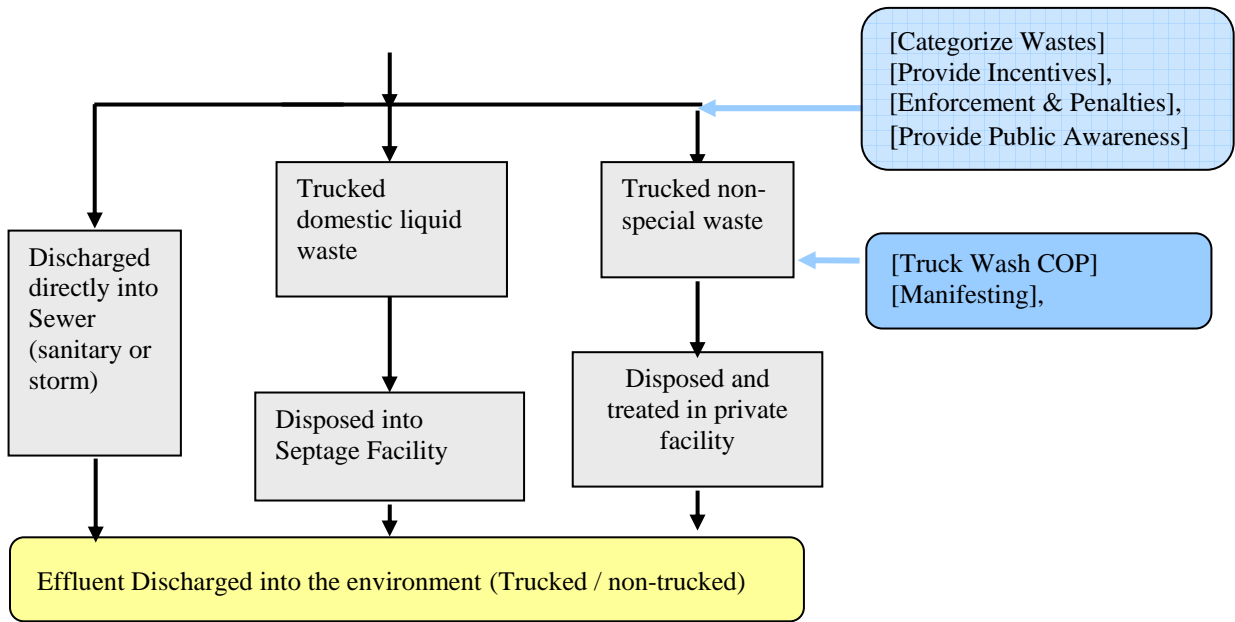 [Categorize Wastes]
[Provide Incentives],
[Enforcement & Penalties],
[Provide Public Awareness]
Trucked
domestic liquid
waste
Trucked non-
special waste
Discharged
directly into
Sewer
(sanitary or
storm)
[Truck Wash COP]
[Manifesting],
Disposed into
Septage Facility
Disposed and
treated in private
facility
Effluent Discharged into the environment (Trucked / non-trucked)